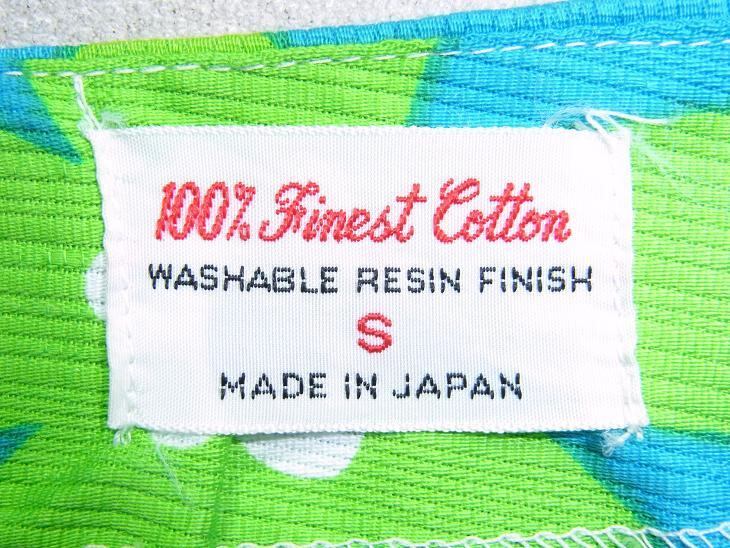 100% Finest Cotton
WASHABLE RESIN FINISH
S
MADE IN JAPAN